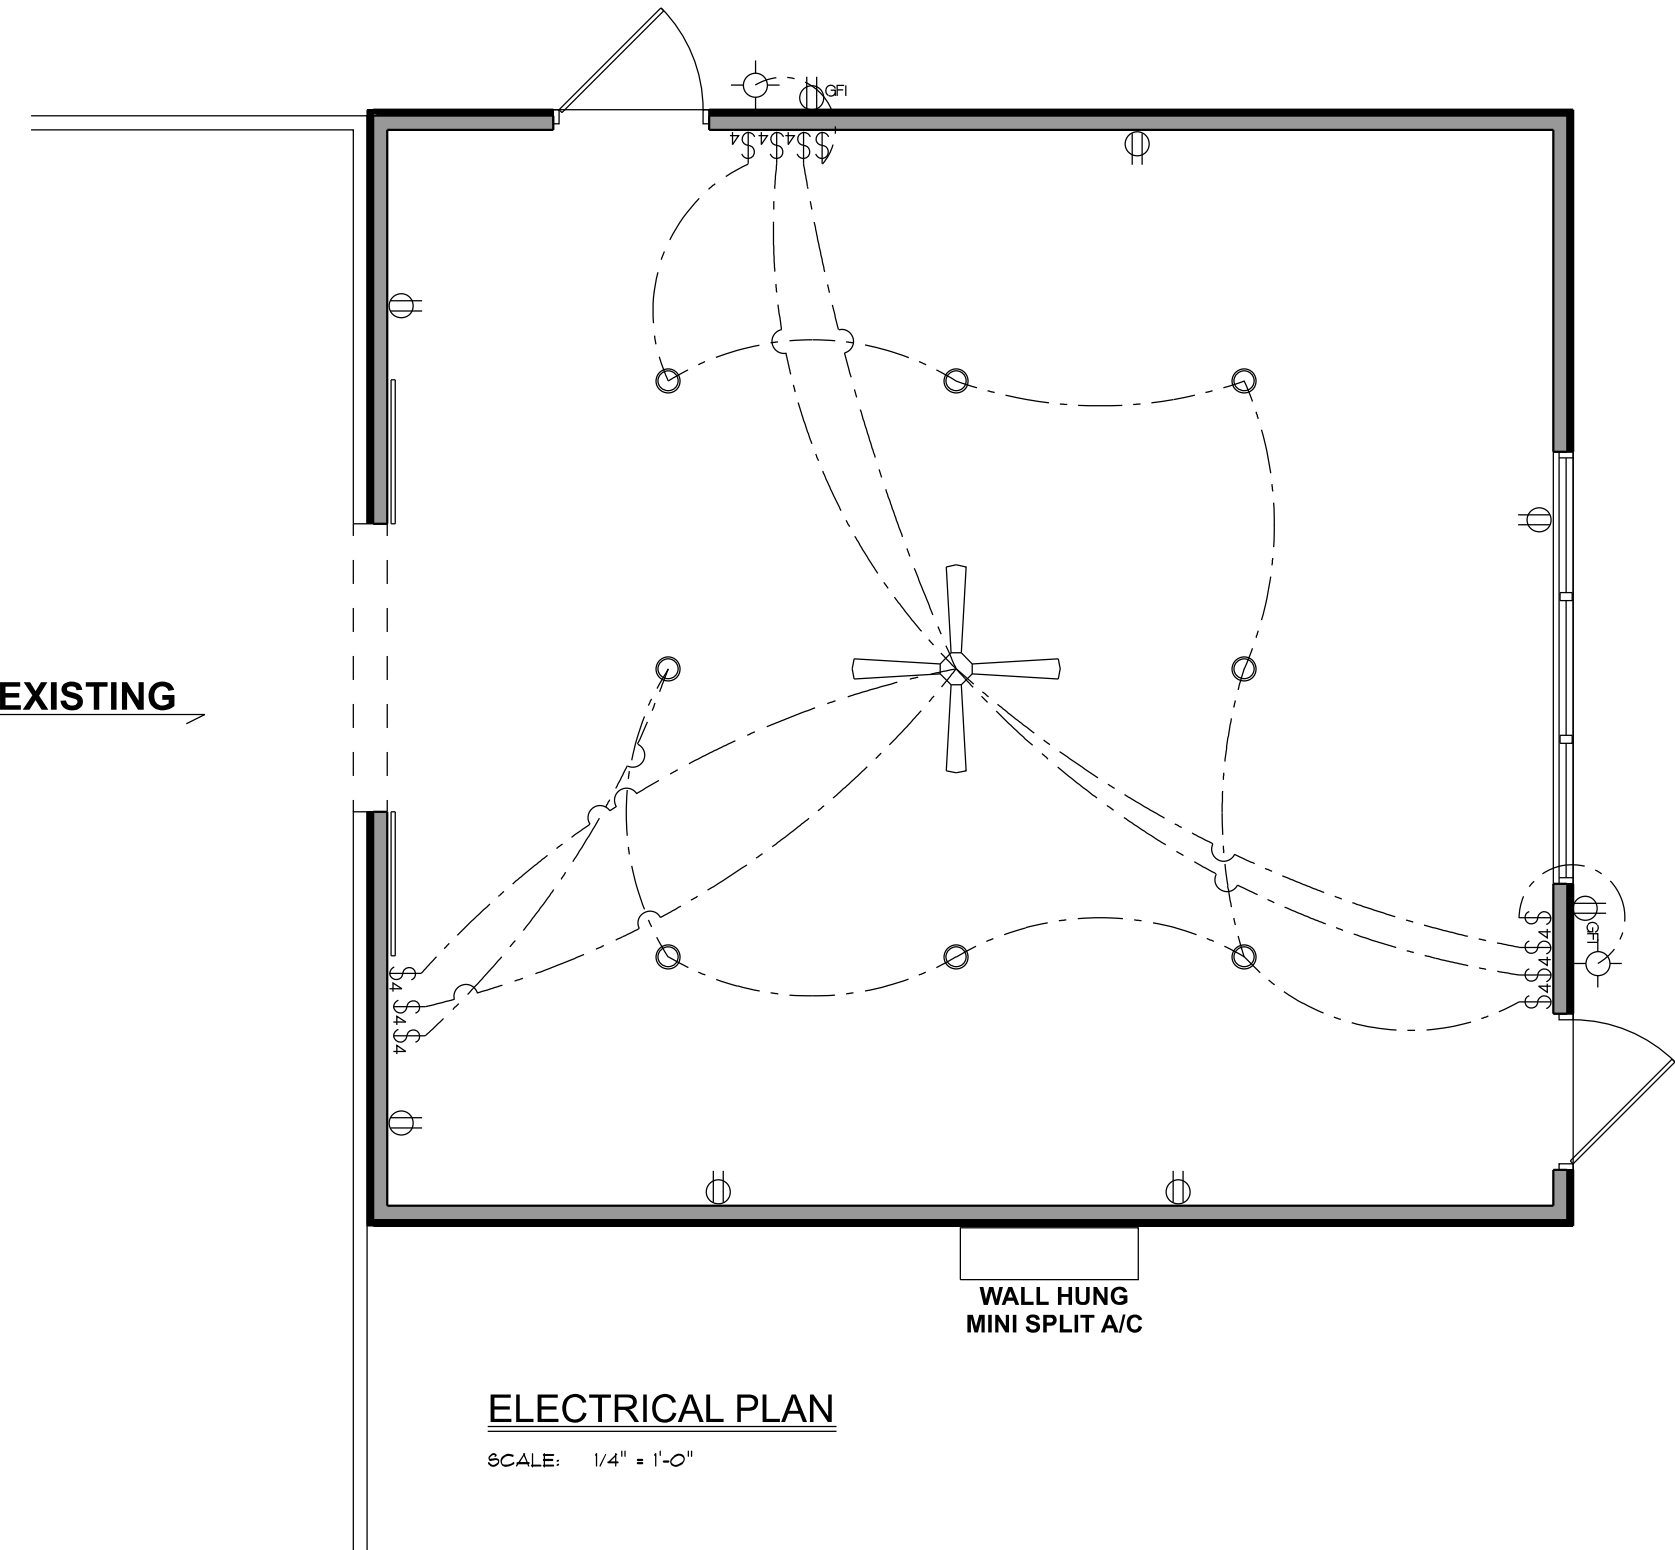 GFI
$4 $4 $4 $
EXISTING
$
GFI
$4
$4
$4
$4
$4
$4
WALL HUNG
MINI SPLIT A/C
ELECTRICAL PLAN
SCALE: 1/4" = 1'-0"